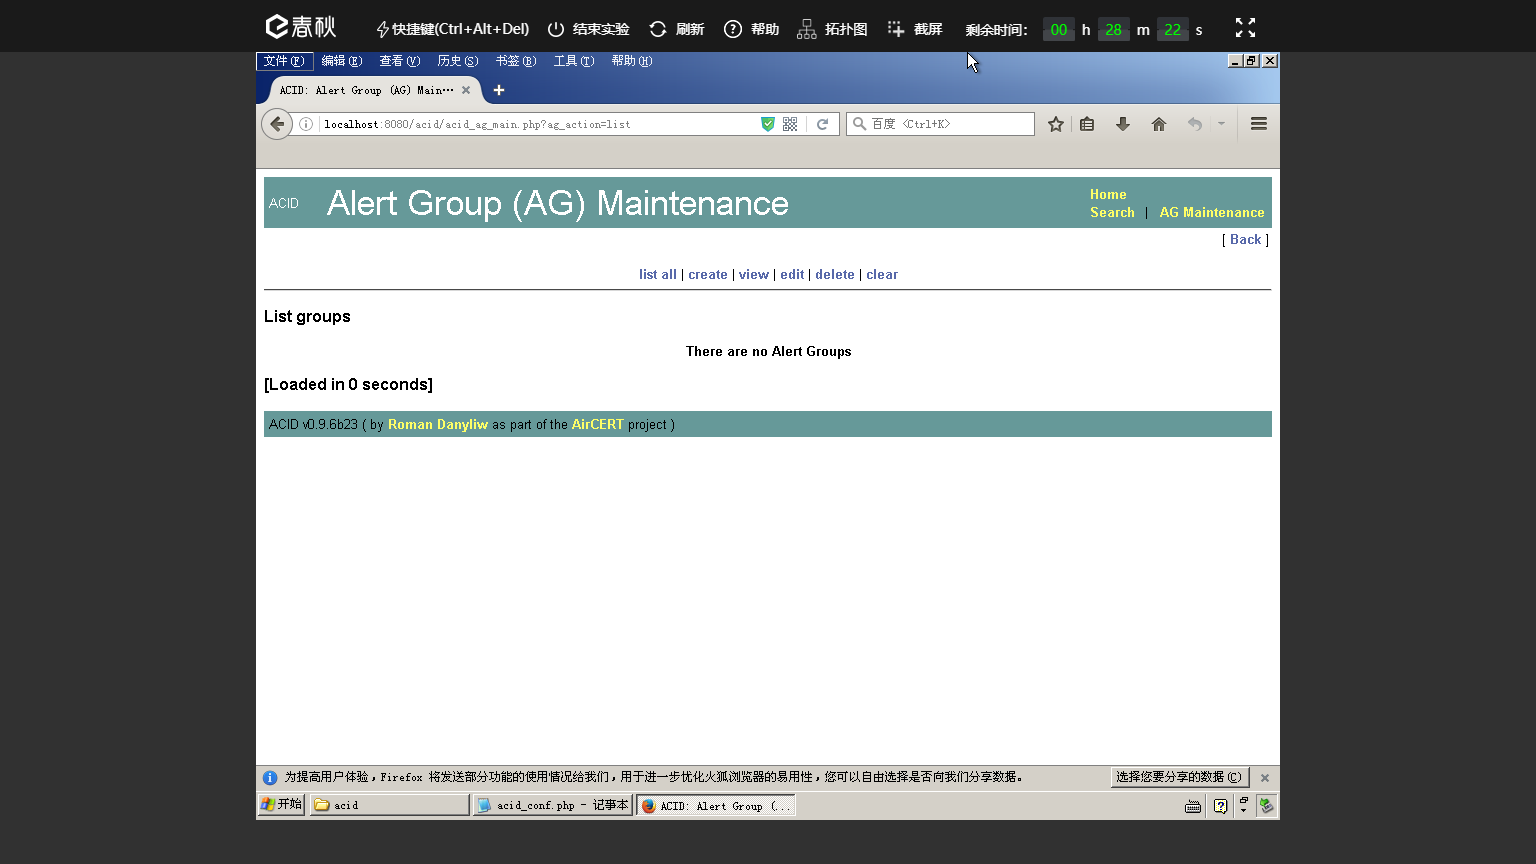 春秋 快捷键(Ctrl+Alt+Del) 结束实验 刷新 帮助 拓扑图 截屏 剩余时间： 00 h 28 m 22 s
文件(F) 编辑(E) 查看(V) 历史(S) 书签(B) 工具(T) 帮助(H)
ACID: Alert Group (AG) Main···
localhost:8080/acid/acid_ag_main.php?ag_action=list 百度 <Ctrl+K>
ACID Alert Group (AG) Maintenance
Home
Search | AG Maintenance
[ Back ]
list all | create | view | edit | delete | clear
List groups
There are no Alert Groups
[Loaded in 0 seconds]
ACID v0.9.6b23 ( by Roman Danyliw as part of the AirCERT project )
为提高用户体验，Firefox 将发送部分功能的使用情况给我们，用于进一步优化火狐浏览器的易用性，您可以自由选择是否向我们分享数据。 选择您要分享的数据(C)
开始 acid acid_conf.php - 记事本 ACID: Alert Group (...